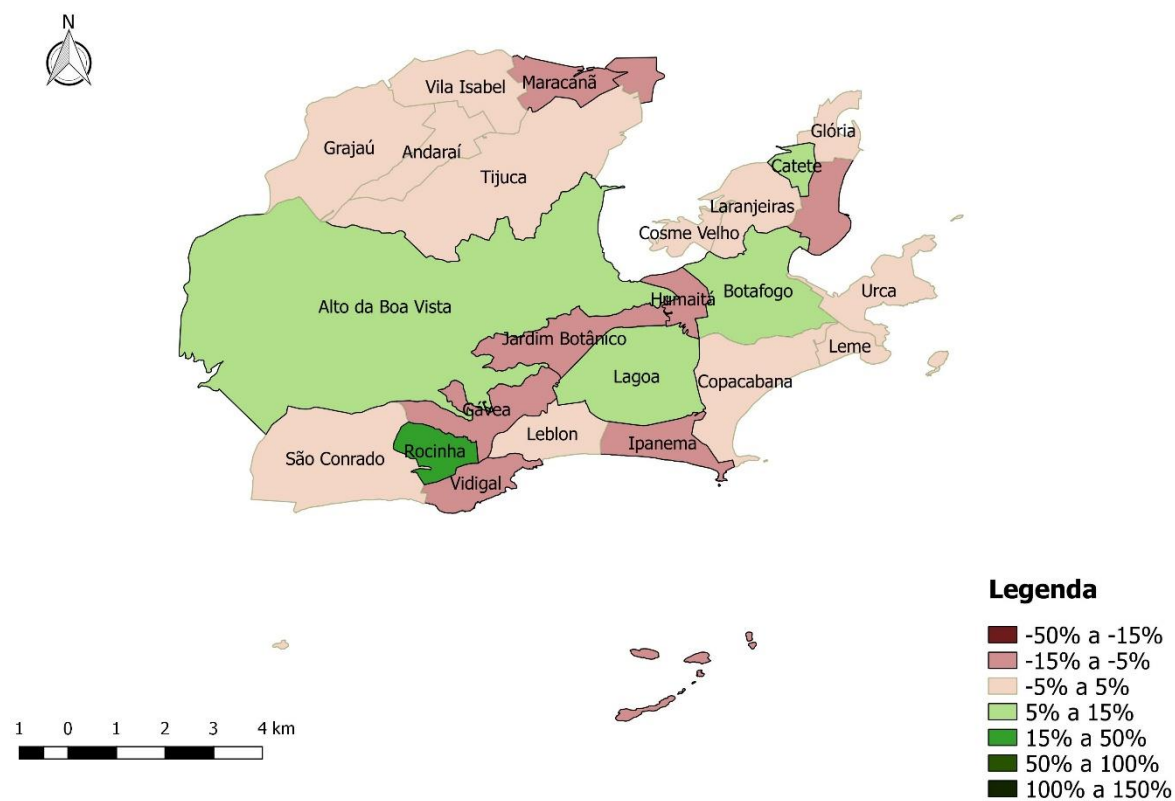 N
Vila Isabel
Maracanã
Glória
Grajaú
Andaraí
Catete
Tijuca
Laranjeiras
Cosme Velho
Alto da Boa Vista
Humaitá
Botafogo
Urca
Jardim Botânico
Leme
Lagoa
Copacabana
Gávea
Leblon
Ipanema
São Conrado
Rocinha
Vidigal
Legenda
-50% a -15%
-15% a -5%
-5% a 5%
5% a 15%
15% a 50%
50% a 100%
100% a 150%
1 0 1 2 3 4 km